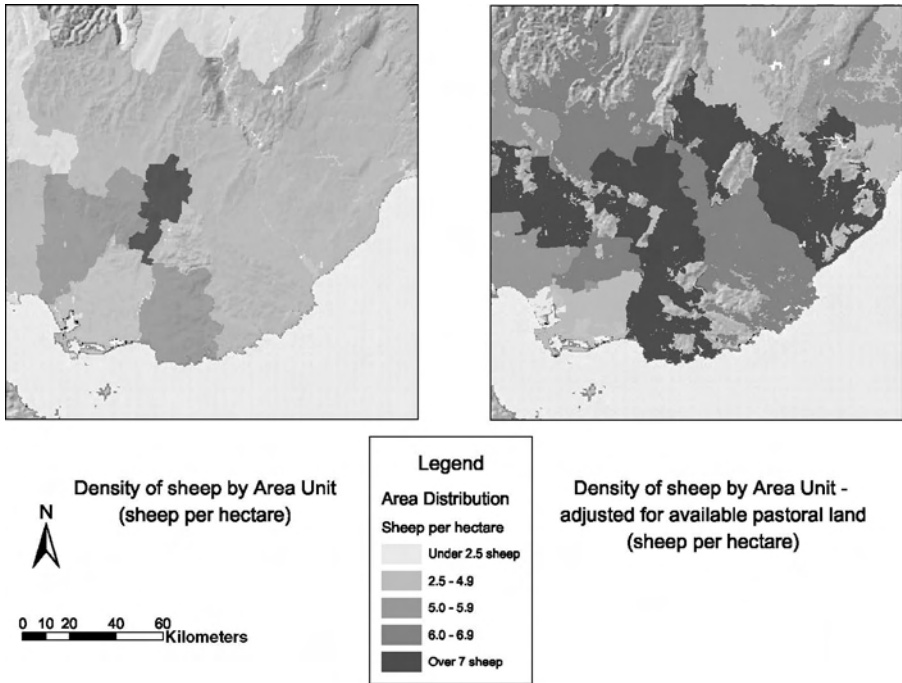 Density of sheep by Area Unit
(sheep per hectare)
N
0 10 20 40 60
Kilometers
Legend
Area Distribution
Sheep per hectare
Under 2.5 sheep
2.5 - 4.9
5.0 - 5.9
6.0 - 6.9
Over 7 sheep
Density of sheep by Area Unit -
adjusted for available pastoral land
(sheep per hectare)